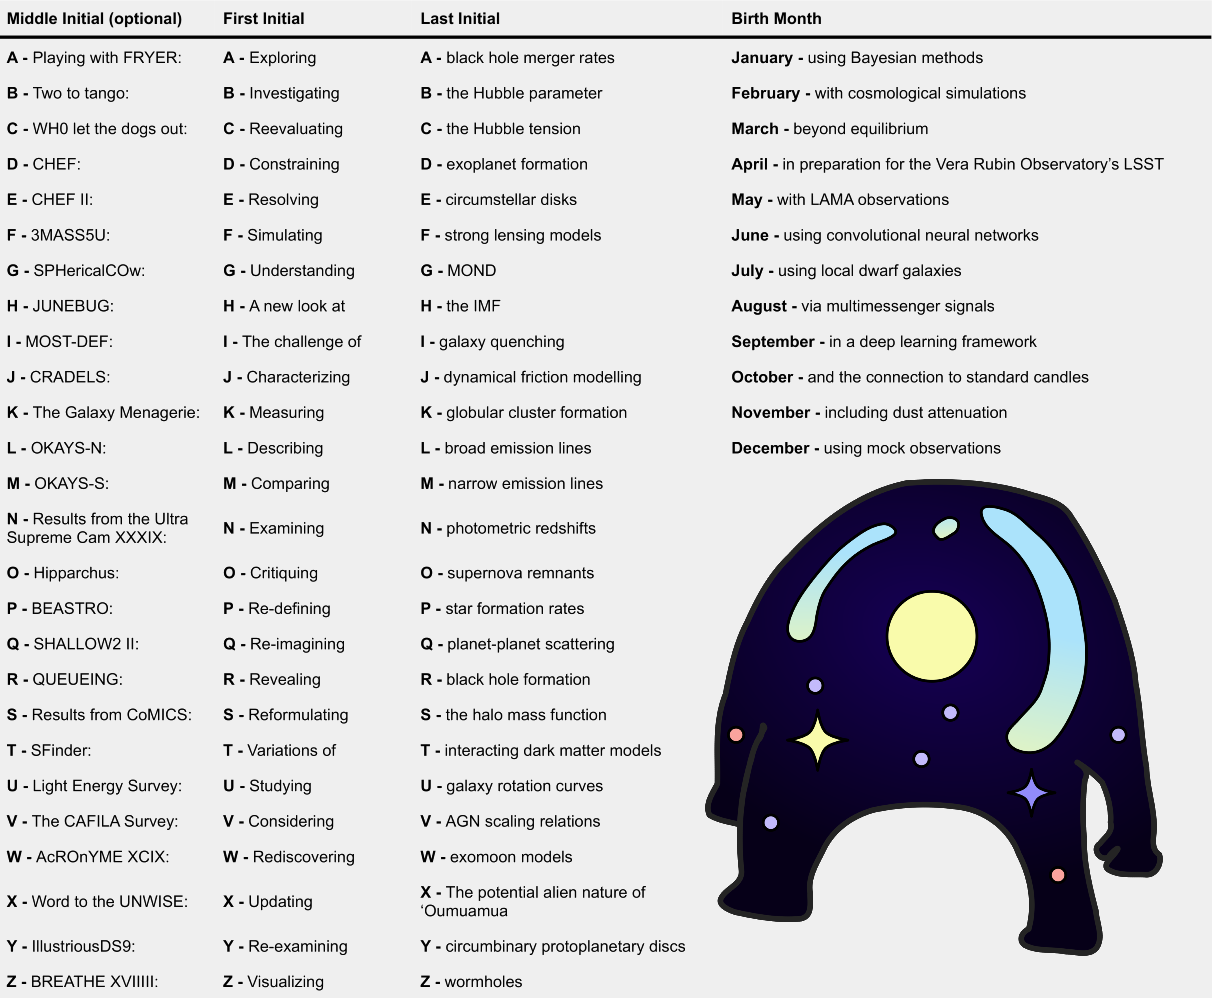 Middle Initial (optional) First Initial Last Initial Birth Month
A - Playing with FRYER: A - Exploring A - black hole merger rates January - using Bayesian methods
B - Two to tango: B - Investigating B - the Hubble parameter February - with cosmological simulations
C - WH0 let the dogs out: C - Reevaluating C - the Hubble tension March - beyond equilibrium
D - CHEF: D - Constraining D - exoplanet formation April - in preparation for the Vera Rubin Observatory's LSST
E - CHEF II: E - Resolving E - circumstellar disks May - with LAMA observations
F - 3MASS5U: F - Simulating F - strong lensing models June - using convolutional neural networks
G - SPHericalCOw: G - Understanding G - MOND July - using local dwarf galaxies
H - JUNEBUG: H - A new look at H - the IMF August - via multimessenger signals
I - MOST-DEF: I - The challenge of I - galaxy quenching September - in a deep learning framework
J - CRADELS: J - Characterizing J - dynamical friction modelling October - and the connection to standard candles
K - The Galaxy Menagerie: K - Measuring K - globular cluster formation November - including dust attenuation
L - OKAYS-N: L - Describing L - broad emission lines December - using mock observations
M - OKAYS-S: M - Comparing M - narrow emission lines
N - Results from the Ultra
Supreme Cam XXXIX: N - Examining N - photometric redshifts
O - Hipparchus: O - Critiquing O - supernova remnants
P - BEASTRO: P - Re-defining P - star formation rates
Q - SHALLOW2 II: Q - Re-imagining Q - planet-planet scattering
R - QUEUEING: R - Revealing R - black hole formation
S - Results from CoMICS: S - Reformulating S - the halo mass function
T - SFinder: T - Variations of T - interacting dark matter models
U - Light Energy Survey: U - Studying U - galaxy rotation curves
V - The CAFILA Survey: V - Considering V - AGN scaling relations
W - AcROnYME XCIX: W - Rediscovering W - exomoon models
X - Word to the UNWISE: X - Updating X - The potential alien nature of
‘Oumuamua
Y - IllustriousDS9: Y - Re-examining Y - circumbinary protoplanetary discs
Z - BREATHE XVIIIII: Z - Visualizing Z - wormholes